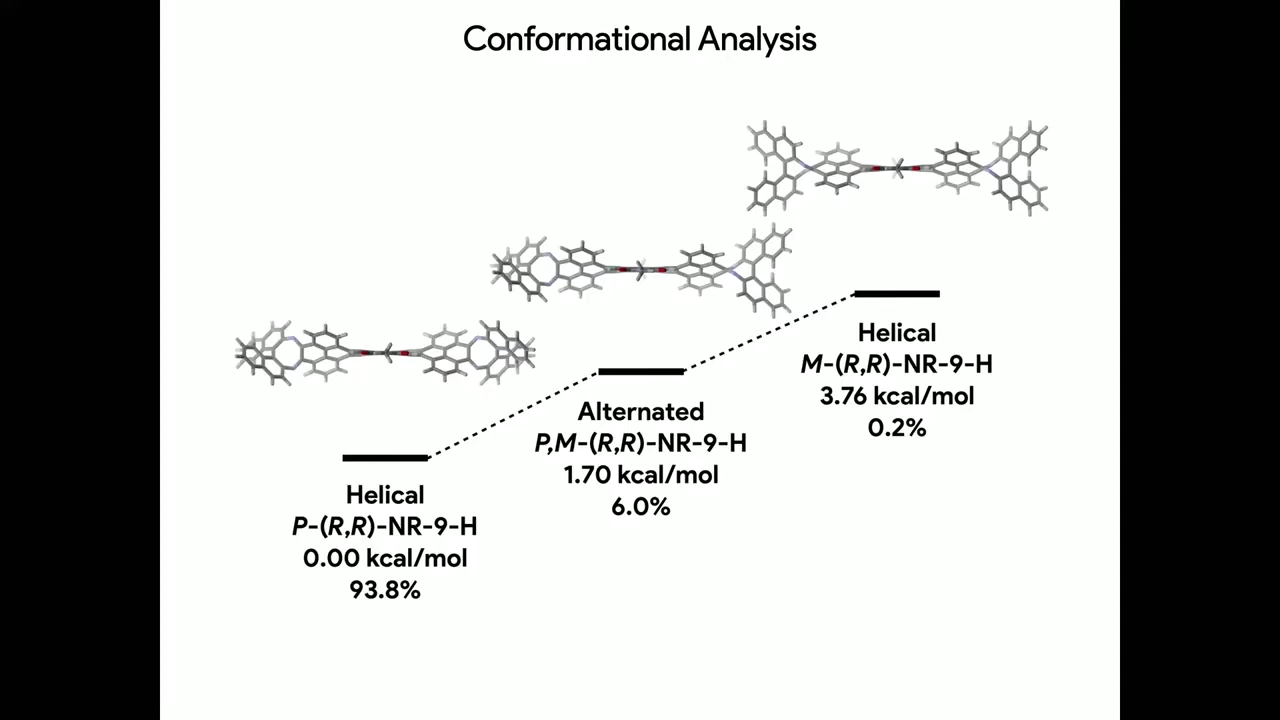 Conformational Analysis
Helical
M-(R,R)-NR-9-H
3.76 kcal/mol
0.2%
Alternated
P,M-(R,R)-NR-9-H
1.70 kcal/mol
6.0%
Helical
P-(R,R)-NR-9-H
0.00 kcal/mol
93.8%